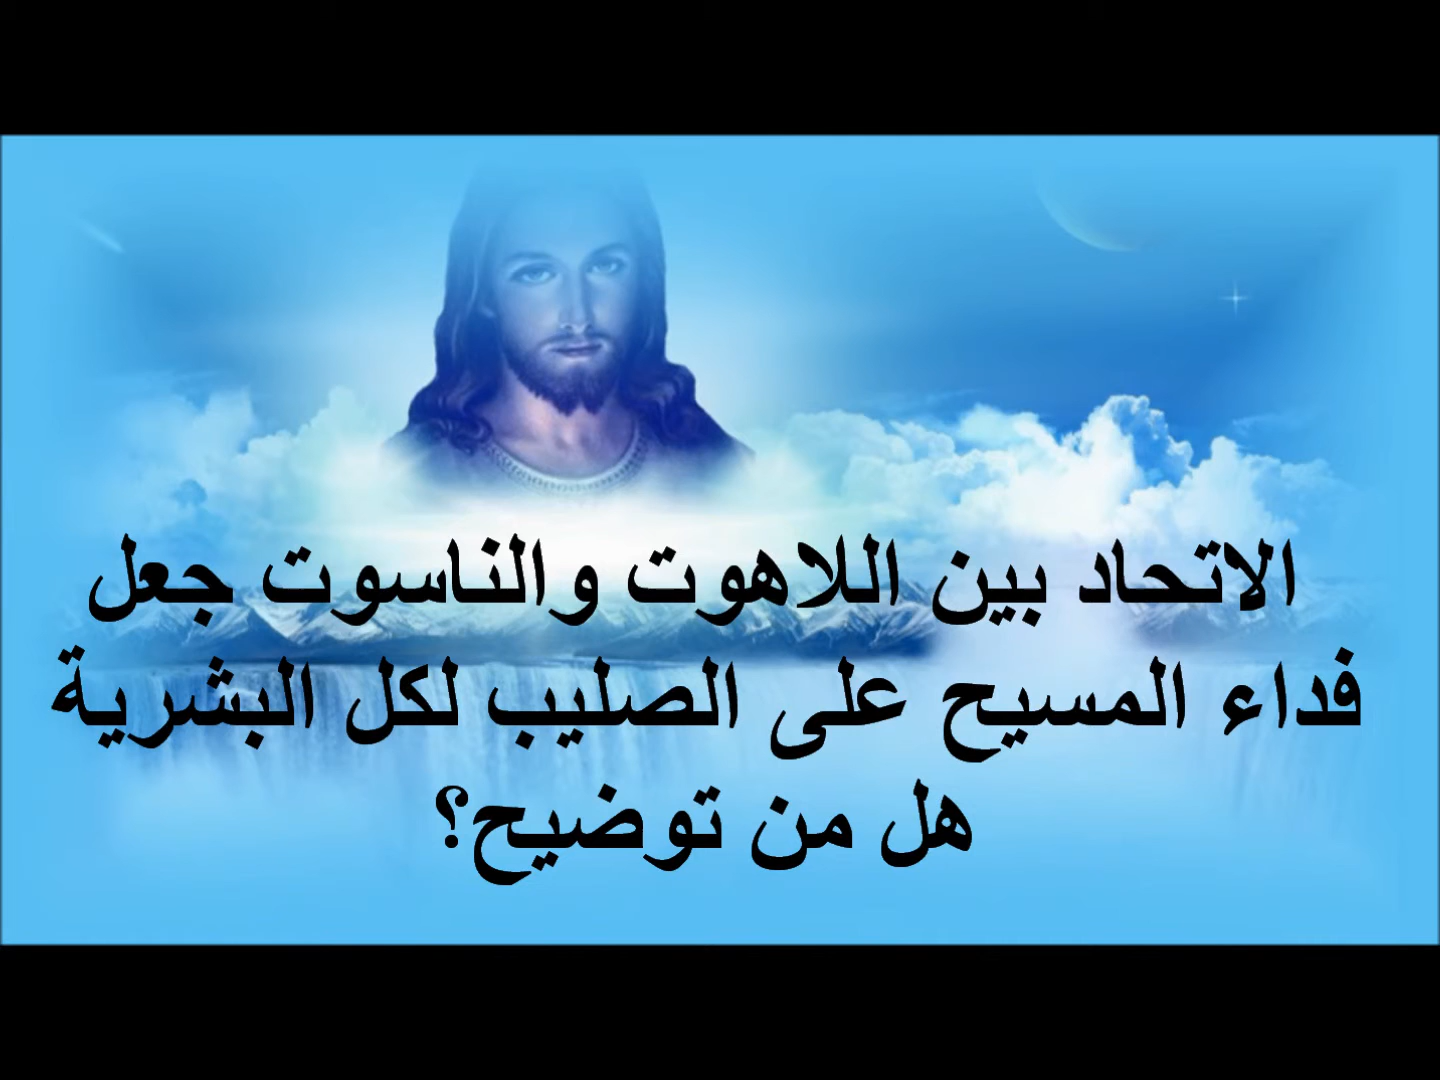 الاتحاد بين اللاهوت والناسوت جعل
فداء المسيح على الصليب لكل البشرية
هل من توضيح؟